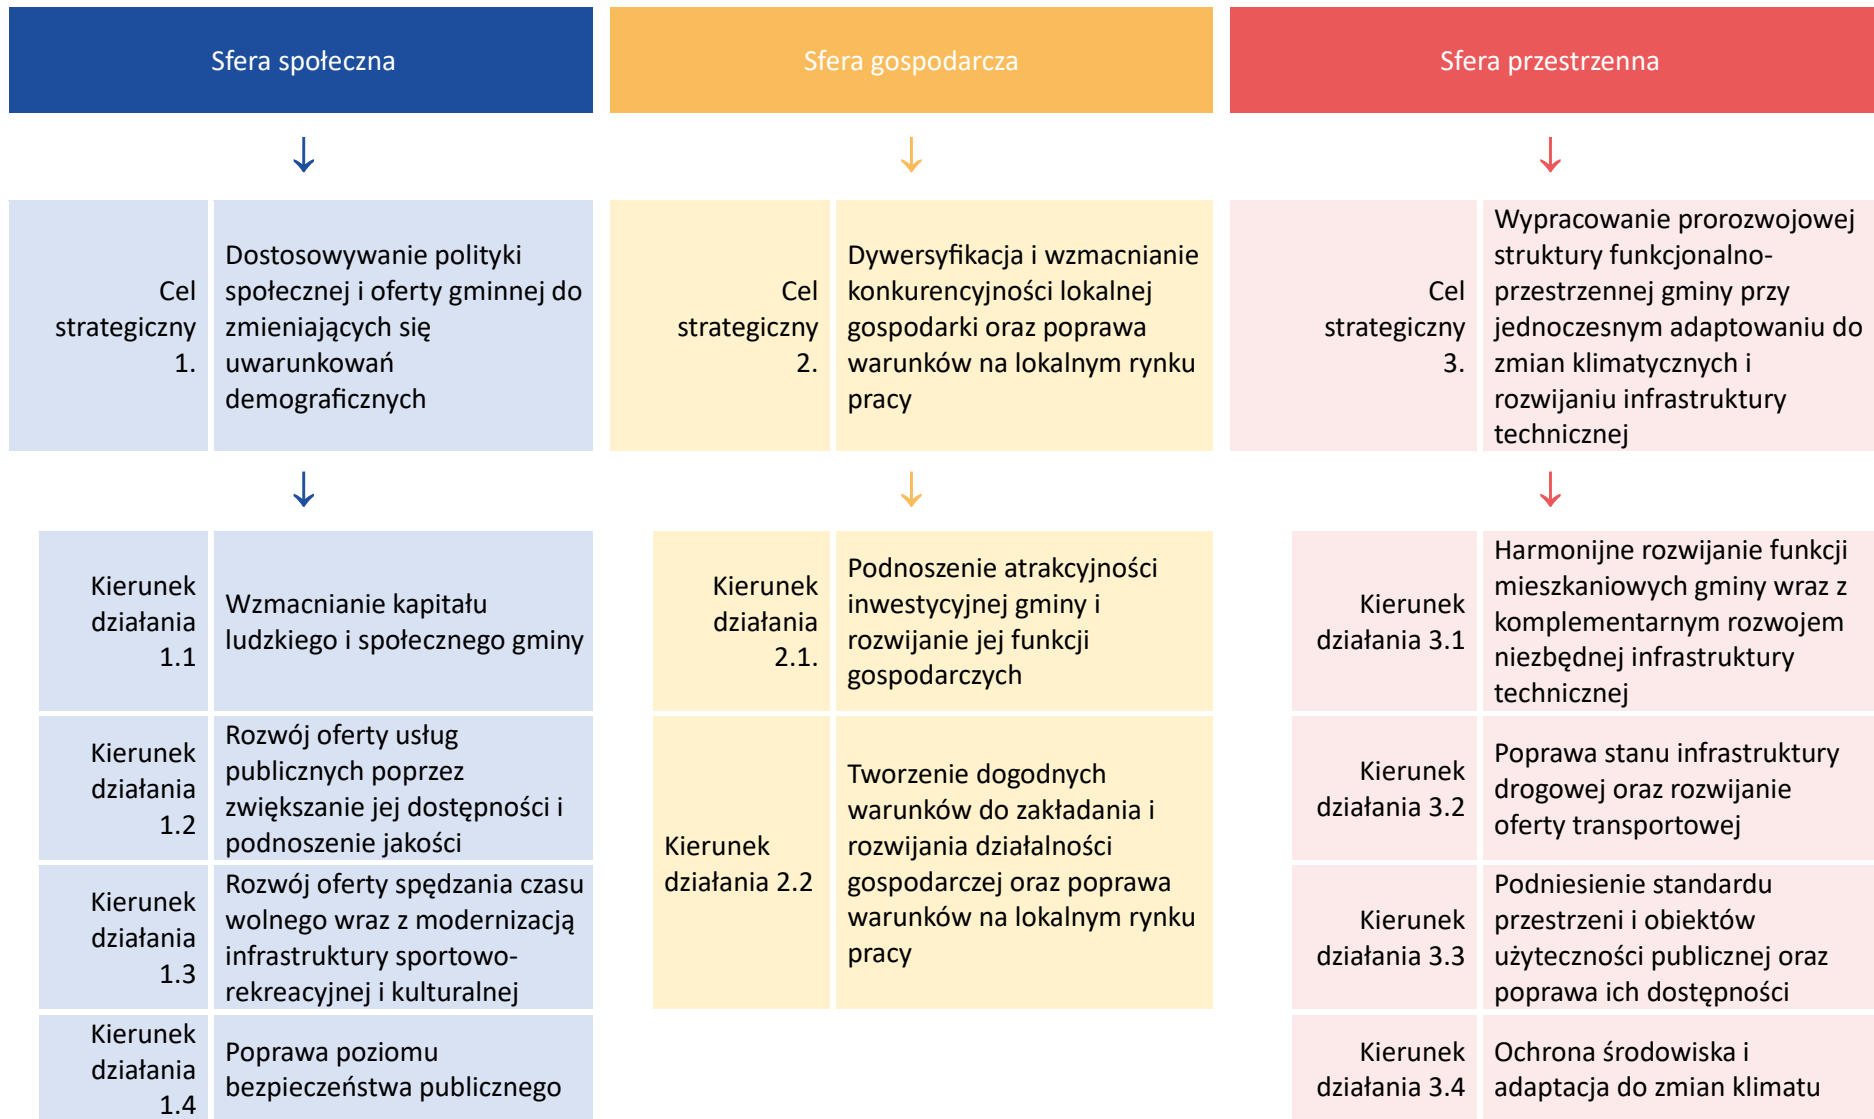 Sfera społeczna
Sfera gospodarcza
Sfera przestrzenna
Cel
strategiczny
1.
Dostosowywanie polityki
społecznej i oferty gminnej do
zmieniających się
uwarunkowań
demograficznych
Cel
strategiczny
2.
Dywersyfikacja i wzmacnianie
konkurencyjności lokalnej
gospodarki oraz poprawa
warunków na lokalnym rynku
pracy
Cel
strategiczny
3.
Wypracowanie prorozwojowej
struktury funkcjonalno-
przestrzennej gminy przy
jednoczesnym adaptowaniu do
zmian klimatycznych i
rozwijaniu infrastruktury
technicznej
Kierunek
działania
1.1
Wzmacnianie kapitału
ludzkiego i społecznego gminy
Kierunek
działania
2.1.
Podnoszenie atrakcyjności
inwestycyjnej gminy i
rozwijanie jej funkcji
gospodarczych
Kierunek
działania 3.1
Harmonijne rozwijanie funkcji
mieszkaniowych gminy wraz z
komplementarnym rozwojem
niezbędnej infrastruktury
technicznej
Kierunek
działania
1.2
Rozwój oferty usług
publicznych poprzez
zwiększanie jej dostępności i
podnoszenie jakości
Kierunek
działania 2.2
Tworzenie dogodnych
warunków do zakładania i
rozwijania działalności
gospodarczej oraz poprawa
warunków na lokalnym rynku
pracy
Kierunek
działania 3.2
Poprawa stanu infrastruktury
drogowej oraz rozwijanie
oferty transportowej
Kierunek
działania
1.3
Rozwój oferty spędzania czasu
wolnego wraz z modernizacją
infrastruktury sportowo-
rekreacyjnej i kulturalnej
Kierunek
działania 3.3
Podniesienie standardu
przestrzeni i obiektów
użyteczności publicznej oraz
poprawa ich dostępności
Kierunek
działania
1.4
Poprawa poziomu
bezpieczeństwa publicznego
Kierunek
działania 3.4
Ochrona środowiska i
adaptacja do zmian klimatu